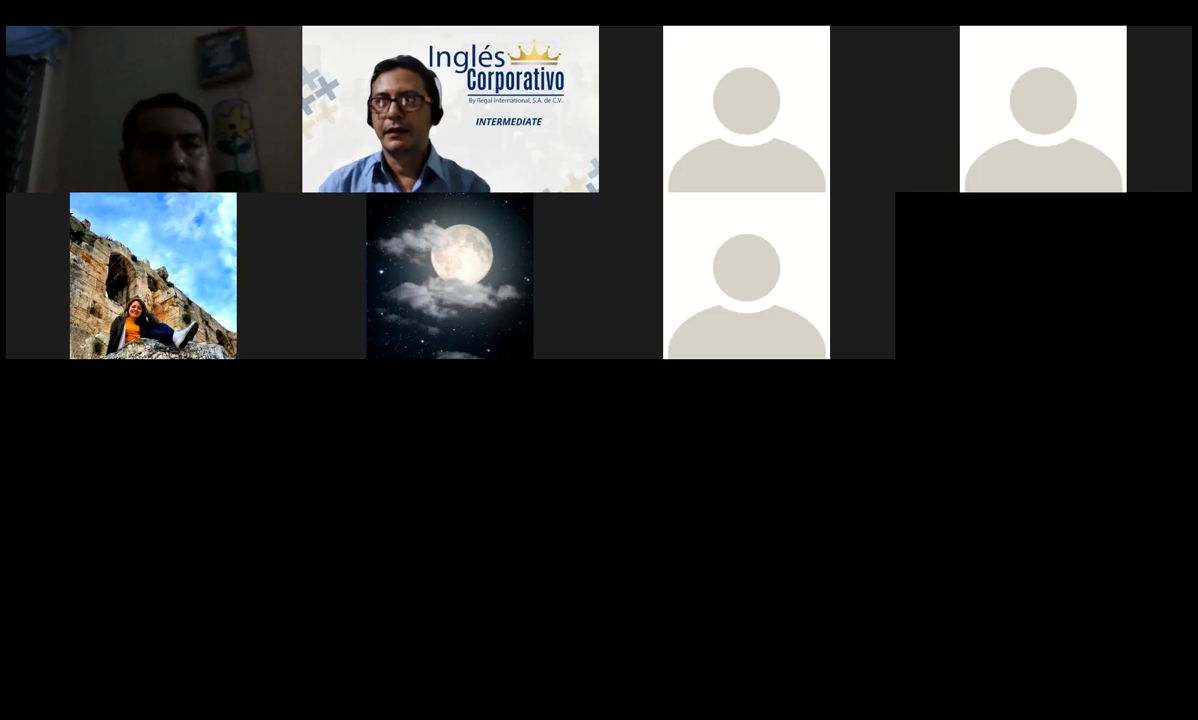 Inglés
Corporativo
By Regal International, S.A. de C.V.
INTERMEDIATE